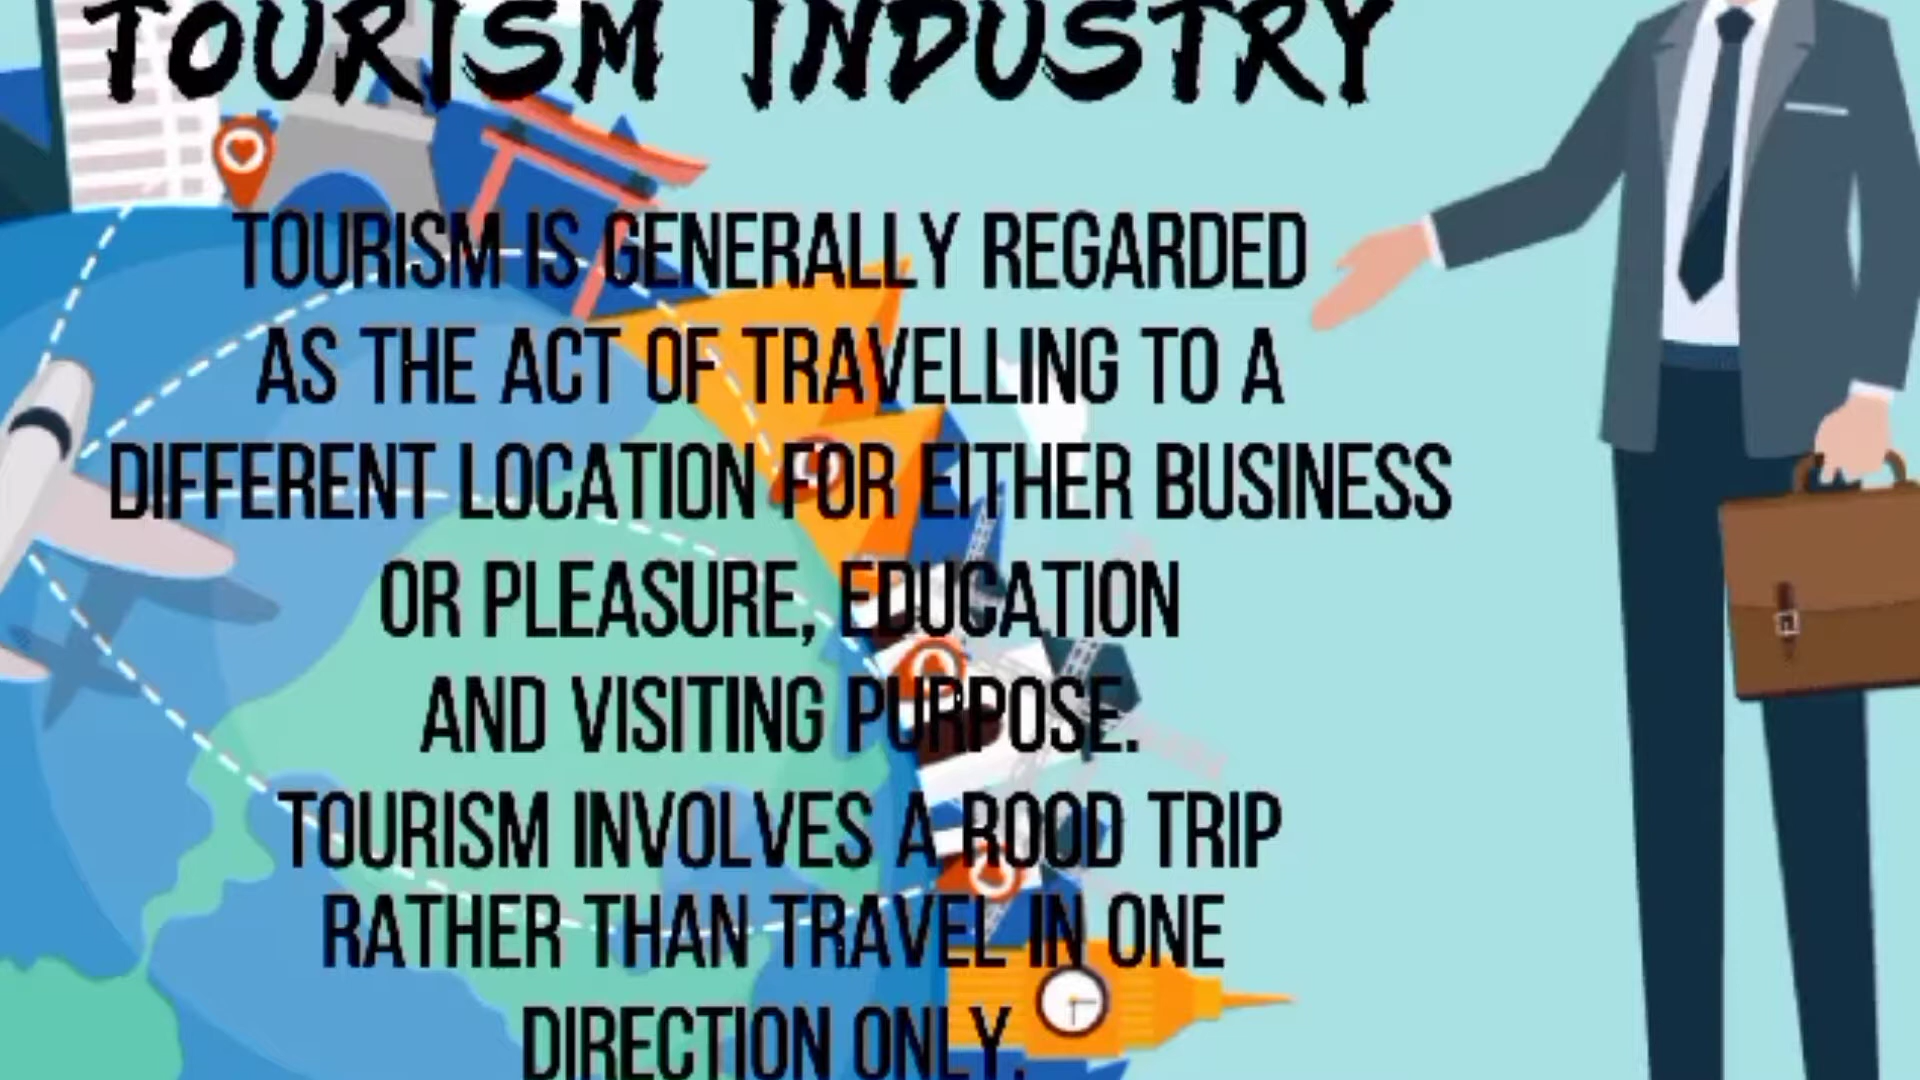 TOURISM INDUSTRY
TOURISM IS GENERALLY REGARDED
AS THE ACT OF TRAVELLING TO A
DIFFERENT LOCATION FOR EITHER BUSINESS
OR PLEASURE, EDUCATION
AND VISITING PURPOSE.
TOURISM INVOLVES A ROOD TRIP
RATHER THAN TRAVEL IN ONE
DIRECTION ONLY.